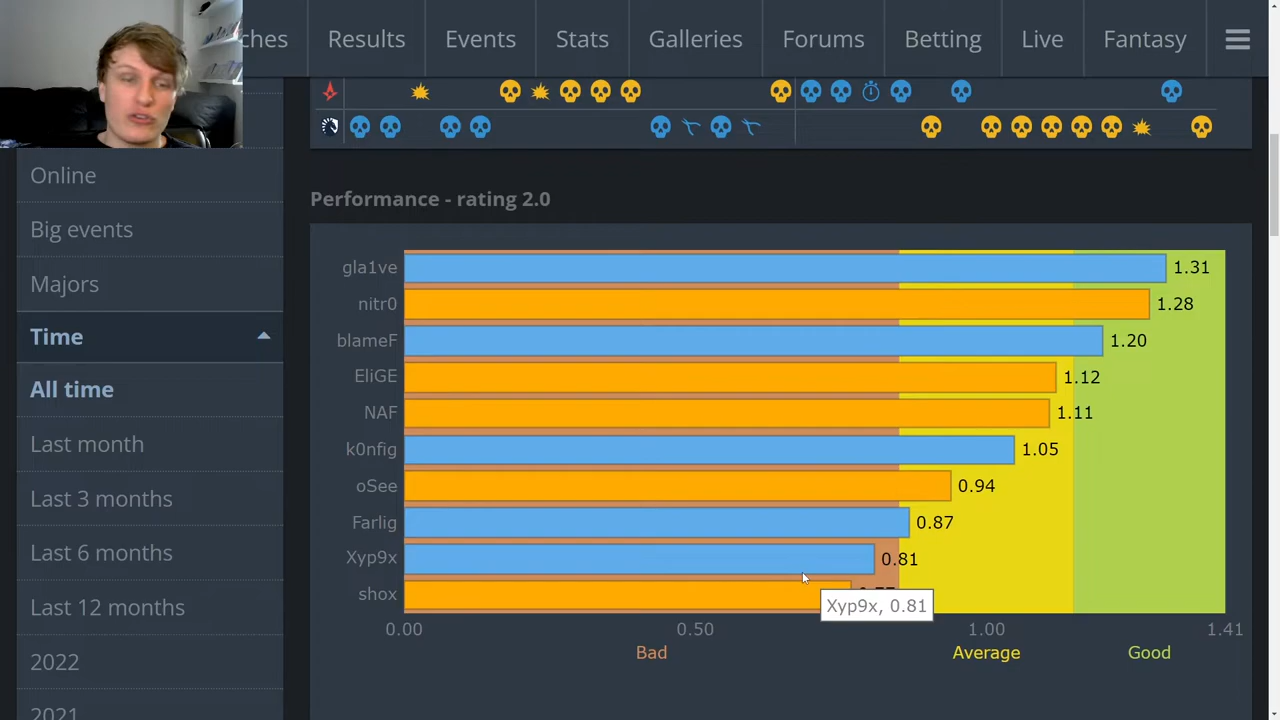 ches Results Events Stats Galleries Forums Betting Live Fantasy
Online
Big events
Majors
Time
All time
Last month
Last 3 months
Last 6 months
Last 12 months
2022
2021
Performance - rating 2.0
gla1ve 1.31
nitr0 1.28
blameF 1.20
EliGE 1.12
NAF 1.11
k0nfig 1.05
oSee 0.94
Farlig 0.87
Xyp9x 0.81
shox
Xyp9x, 0.81
0.00 0.50 1.00 1.41
Bad Average Good